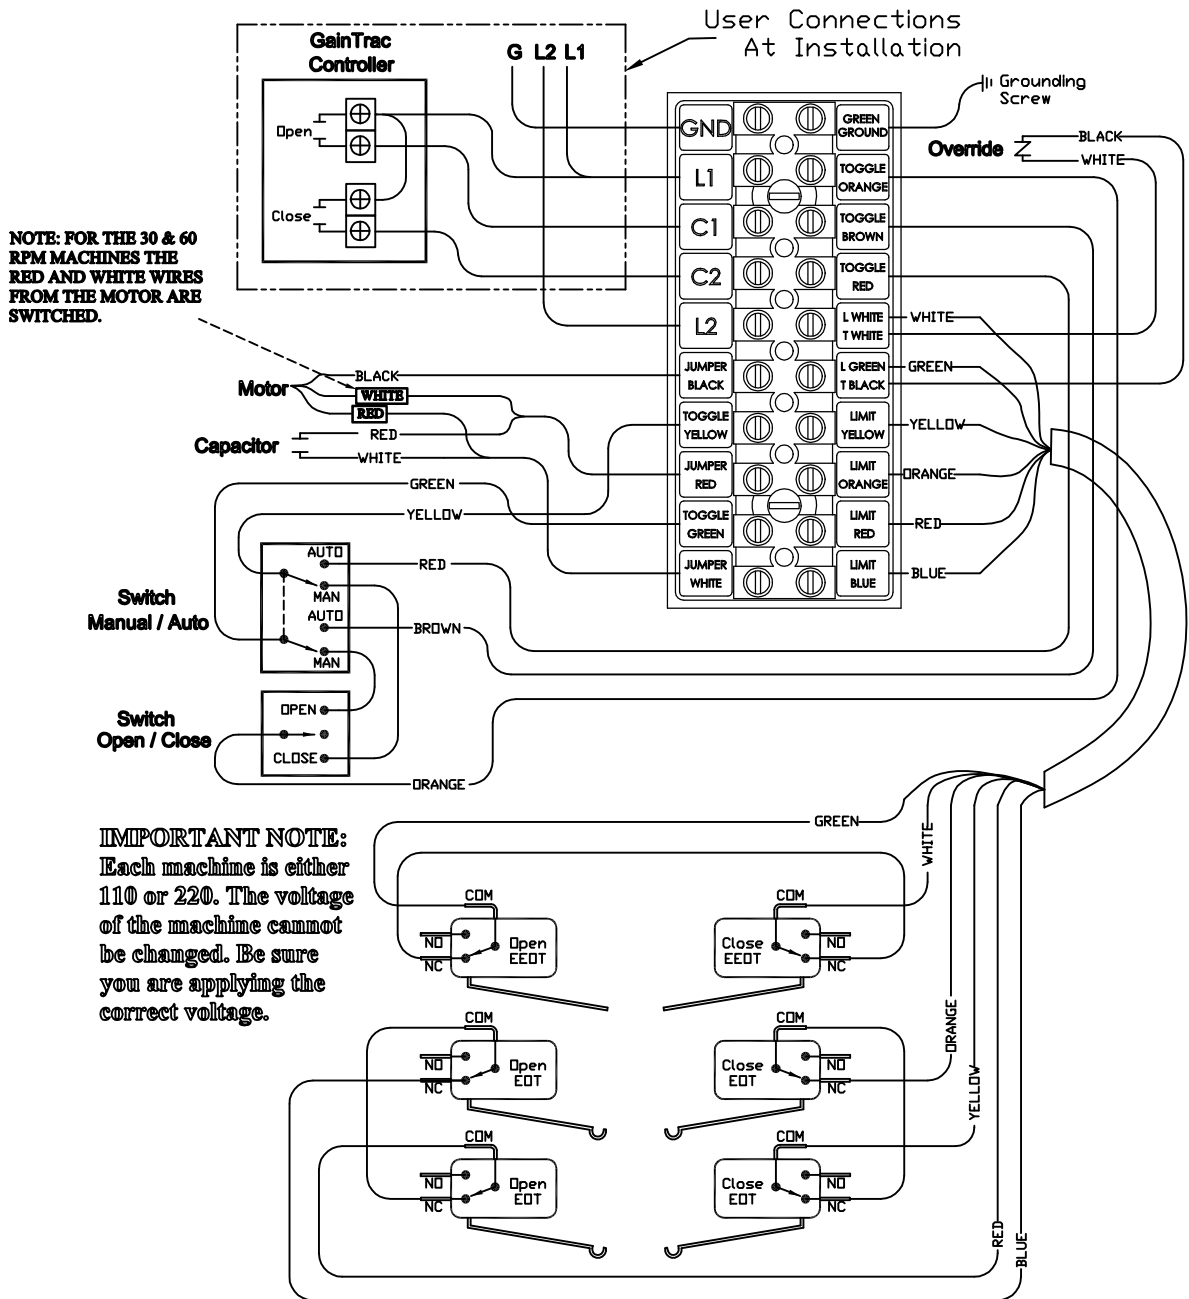 User Connections
At Installation
GainTrac
Controller
G L2 L1
Open
Close
Grounding
Screw
Override
BLACK
WHITE
NOTE: FOR THE 30 & 60
RPM MACHINES THE
RED AND WHITE WIRES
FROM THE MOTOR ARE
SWITCHED.
GND
GREEN
GROUND
L1
TOGGLE
ORANGE
C1
TOGGLE
BROWN
C2
TOGGLE
RED
L2
L WHITE
T WHITE
JUMPER
BLACK
L GREEN
T BLACK
TOGGLE
YELLOW
LIMIT
YELLOW
JUMPER
RED
LIMIT
ORANGE
TOGGLE
GREEN
LIMIT
RED
JUMPER
WHITE
LIMIT
BLUE
WHITE
GREEN
YELLOW
ORANGE
RED
BLUE
Motor
BLACK
WHITE
RED
Capacitor
RED
WHITE
GREEN
YELLOW
RED
BROWN
Switch
Manual / Auto
AUTO
MAN
AUTO
MAN
Switch
Open / Close
OPEN
CLOSE
ORANGE
IMPORTANT NOTE:
Each machine is either
110 or 220. The voltage
of the machine cannot
be changed. Be sure
you are applying the
correct voltage.
GREEN
WHITE
ORANGE
YELLOW
RED
BLUE
COM
NO
NC
Open
EEOT
COM
NO
NC
Close
EEOT
COM
NO
NC
Open
EOT
COM
NO
NC
Close
EOT
COM
NO
NC
Open
EOT
COM
NO
NC
Close
EOT